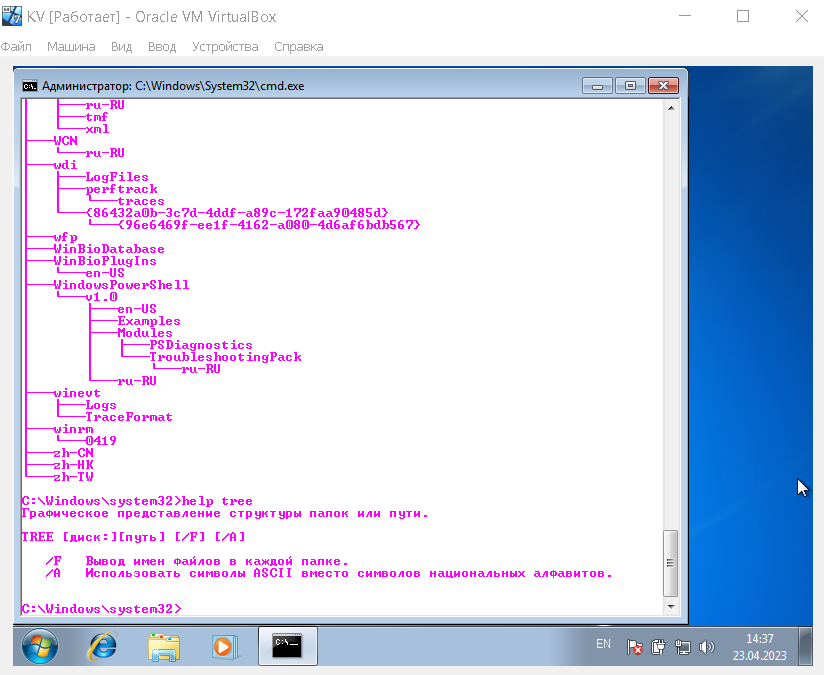 KV [Работает] - Oracle VM VirtualBox
Файл Машина Вид Ввод Устройства Справка
Администратор: C:\Windows\System32\cmd.exe
ru-RU
tmf
xml
WCN
ru-RU
wdi
LogFiles
perftrack
traces
{86432a0b-3c7d-4ddf-a89c-172faa90485d}
{96e6469f-ee1f-4162-a080-4d6af6bdb567}
wfp
WinBioDatabase
WinBioPlugIns
en-US
WindowsPowerShell
v1.0
en-US
Examples
Modules
PSDiagnostics
TroubleshootingPack
ru-RU
ru-RU
winevt
Logs
TraceFormat
winrm
0419
zh-CN
zh-HK
zh-TW
C:\Windows\system32>help tree
Графическое представление структуры папок или пути.
TREE [диск:][путь] [/F] [/A]
/F Вывод имен файлов в каждой папке.
/A Использовать символы ASCII вместо символов национальных алфавитов.
C:\Windows\system32>
EN
14:37
23.04.2023